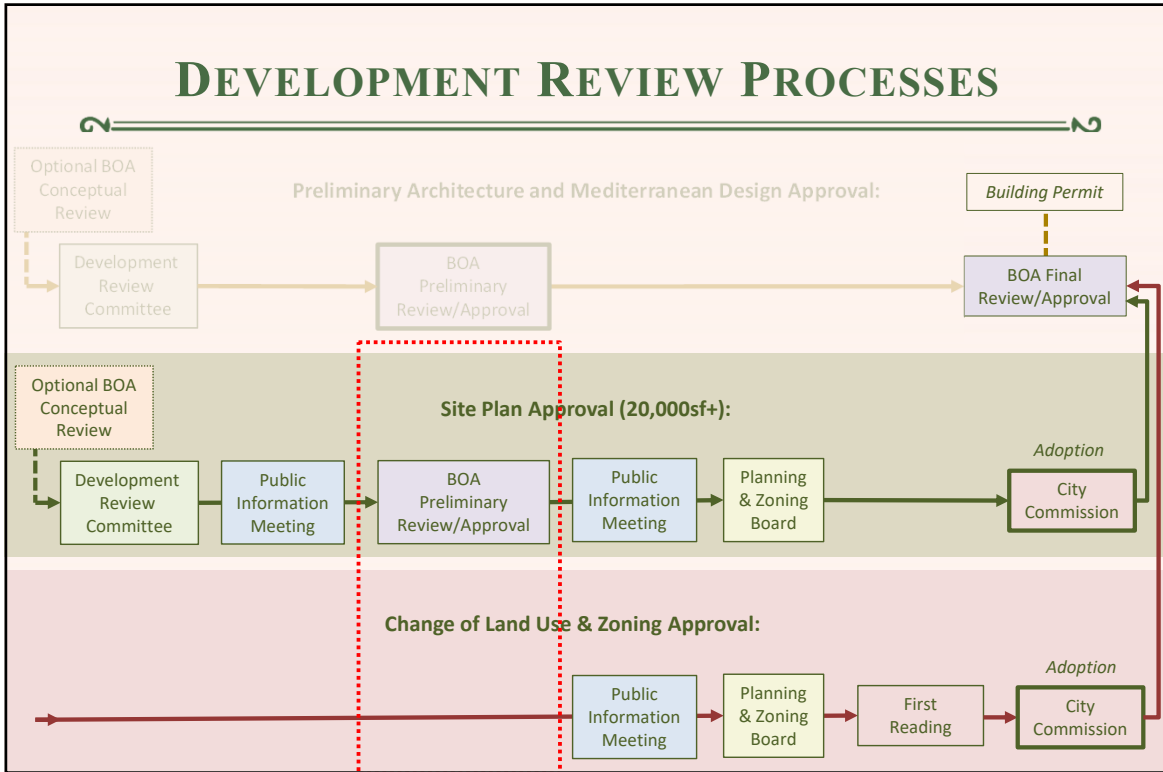 DEVELOPMENT REVIEW PROCESSES
Optional BOA
Conceptual
Review
Preliminary Architecture and Mediterranean Design Approval:
Building Permit
Development
Review
Committee
BOA
Preliminary
Review/Approval
BOA Final
Review/Approval
Optional BOA
Conceptual
Review
Site Plan Approval (20,000sf+):
Development
Review
Committee
Public
Information
Meeting
BOA
Preliminary
Review/Approval
Public
Information
Meeting
Planning
& Zoning
Board
Adoption
City
Commission
Change of Land Use & Zoning Approval:
Public
Information
Meeting
Planning
& Zoning
Board
First
Reading
Adoption
City
Commission